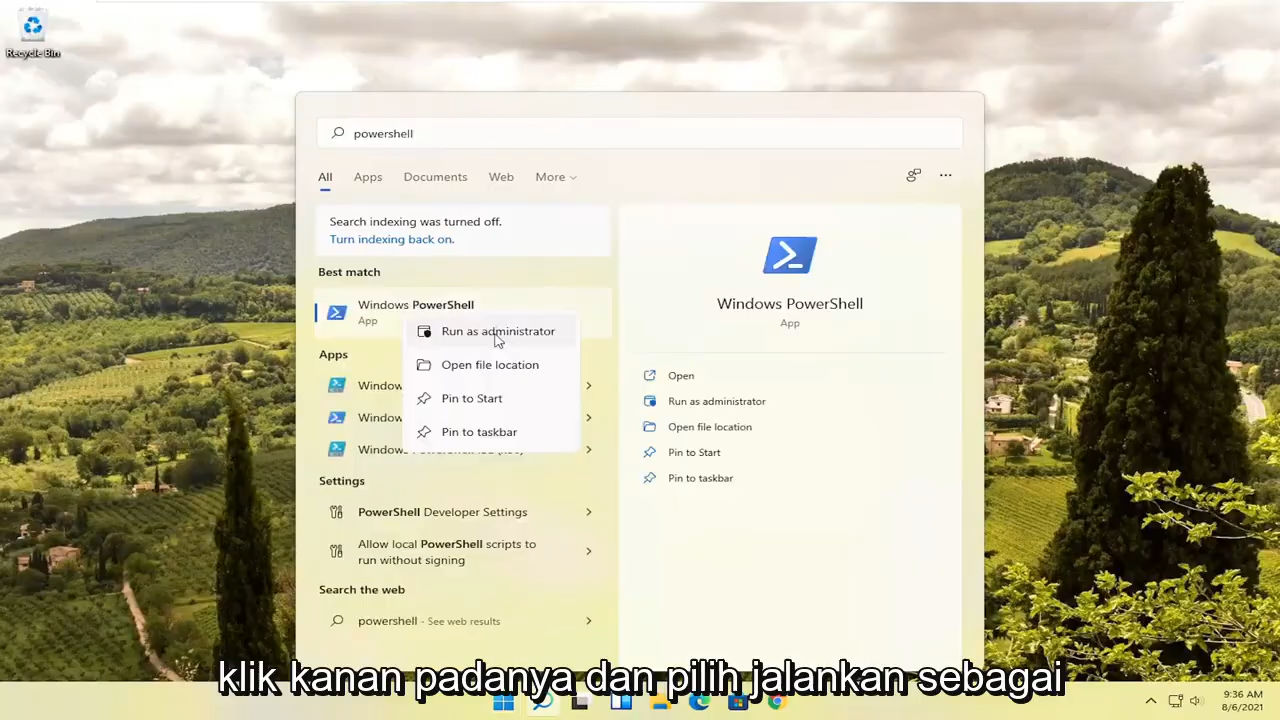 Recycle Bin
powershell
All Apps Documents Web More
Search indexing was turned off.
Turn indexing back on.
Best match
Windows PowerShell
App
Run as administrator
Open file location
Pin to Start
Pin to taskbar
Apps
Window
Window
Windows PowerShell
Settings
PowerShell Developer Settings
Allow local PowerShell scripts to
run without signing
Search the web
powershell - See web results
Windows PowerShell
App
Open
Run as administrator
Open file location
Pin to Start
Pin to taskbar
klik kanan padanya dan pilih jalankan sebagai
9:36 AM
8/6/2021